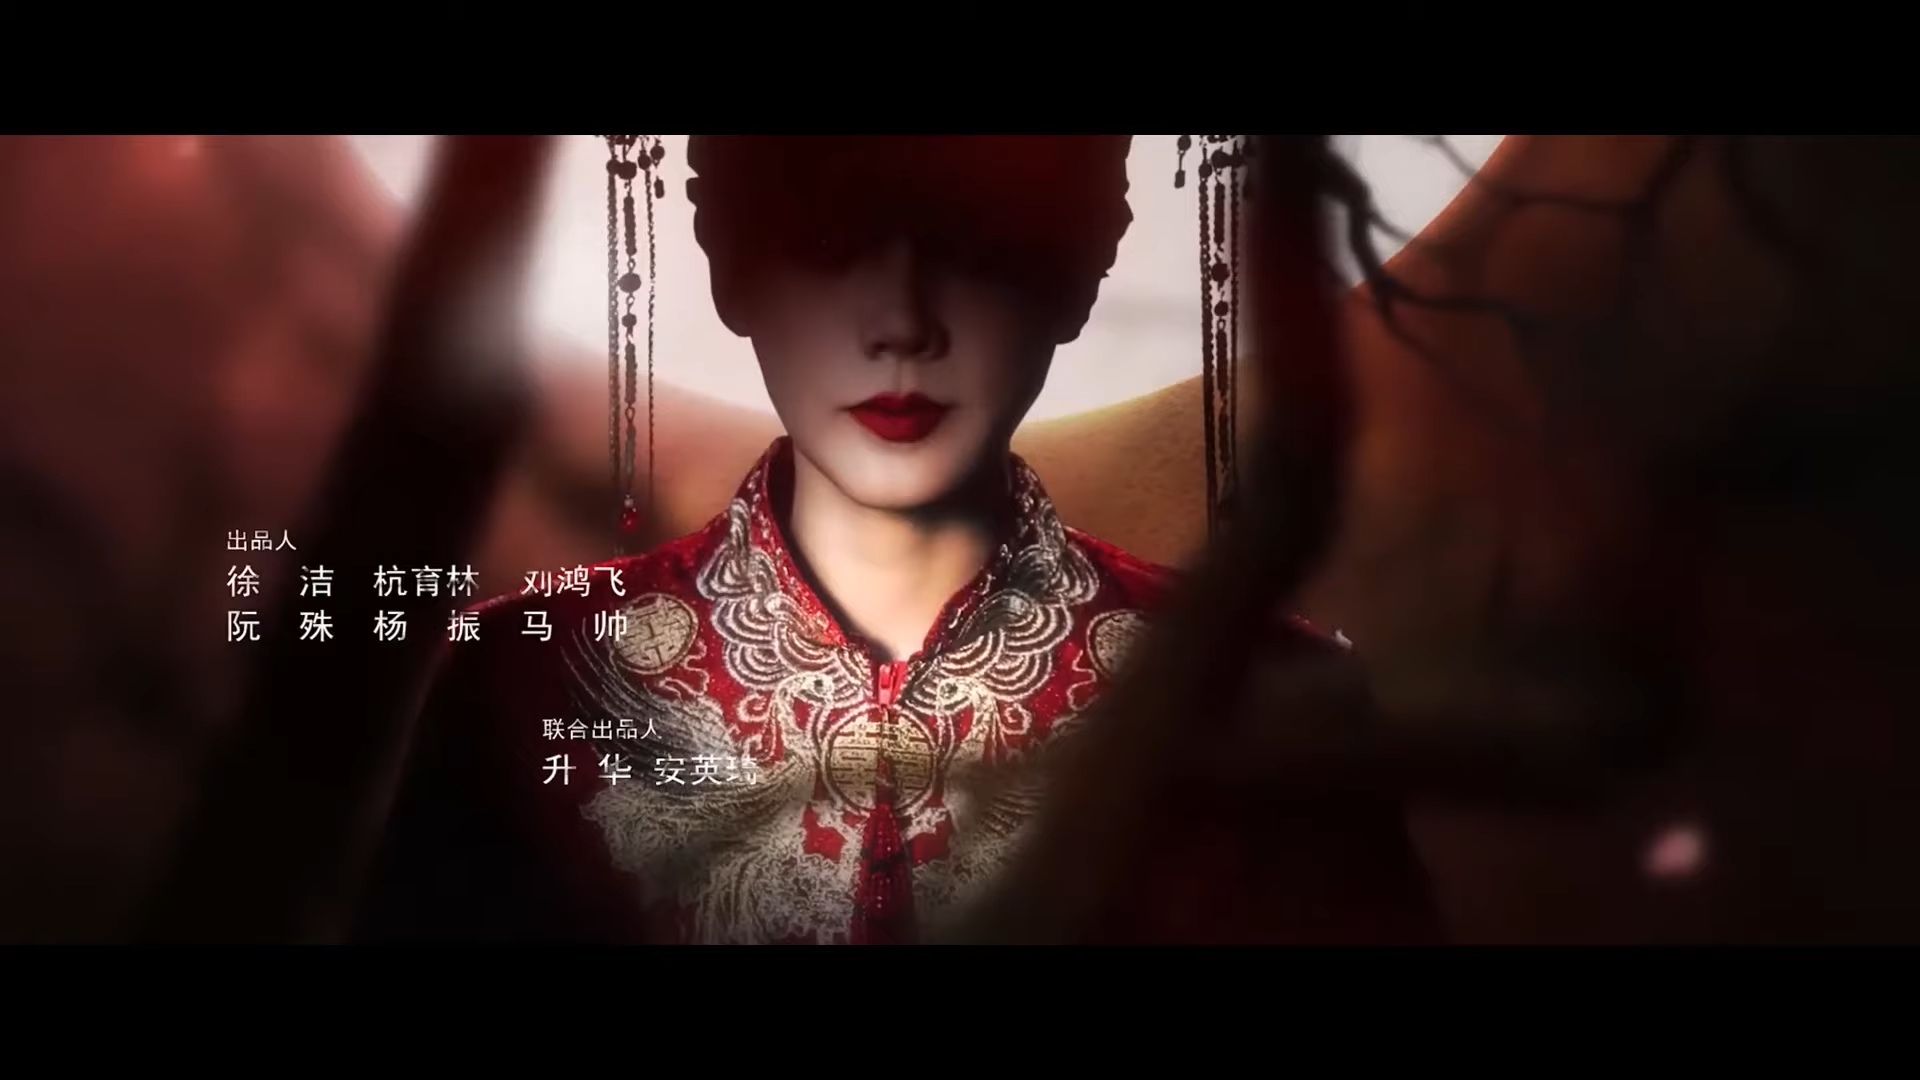 出品人
徐 洁 杭育林 刘鸿飞
阮 殊 杨 振 马 帅
联合出品人
升 华 安英琦